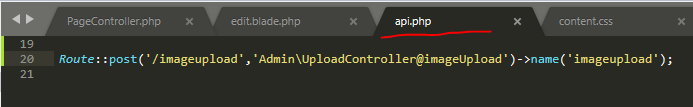 PageController.php × edit.blade.php × api.php × content.css ×
19
20 Route::post('/imageupload','Admin\UploadController@imageUpload')->name('imageupload');
21